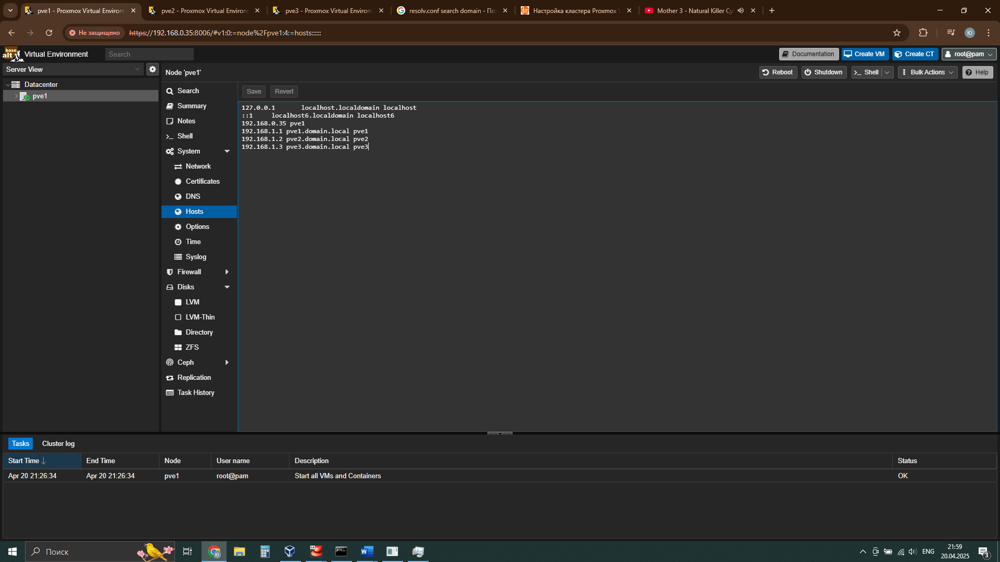 pve1 - Proxmox Virtual Environ
pve2 - Proxmox Virtual Environ
pve3 - Proxmox Virtual Environ
resolv.conf search domain - По
Настройка кластера Proxmox
Mother 3 - Natural Killer Cy
Не защищено
https://192.168.0.35:8006/#v1:0:=node%2Fpve1:4:=hosts::::::
Ю
base
alt
Virtual Environment
Search
Documentation
Create VM
Create CT
root@pam
Server View
Node 'pve1'
Reboot
Shutdown
Shell
Bulk Actions
Help
Datacenter
pve1
Search
Summary
Notes
Shell
System
Network
Certificates
DNS
Hosts
Options
Time
Syslog
Firewall
Disks
LVM
LVM-Thin
Directory
ZFS
Ceph
Replication
Task History
Save
Revert
127.0.0.1 localhost.localdomain localhost
::1 localhost6.localdomain localhost6
192.168.0.35 pve1
192.168.1.1 pve1.domain.local pve1
192.168.1.2 pve2.domain.local pve2
192.168.1.3 pve3.domain.local pve3
Tasks
Cluster log
Start Time End Time Node User name Description Status
Apr 20 21:26:34 Apr 20 21:26:34 pve1 root@pam Start all VMs and Containers OK
Поиск
ENG
21:59
20.04.2025
3